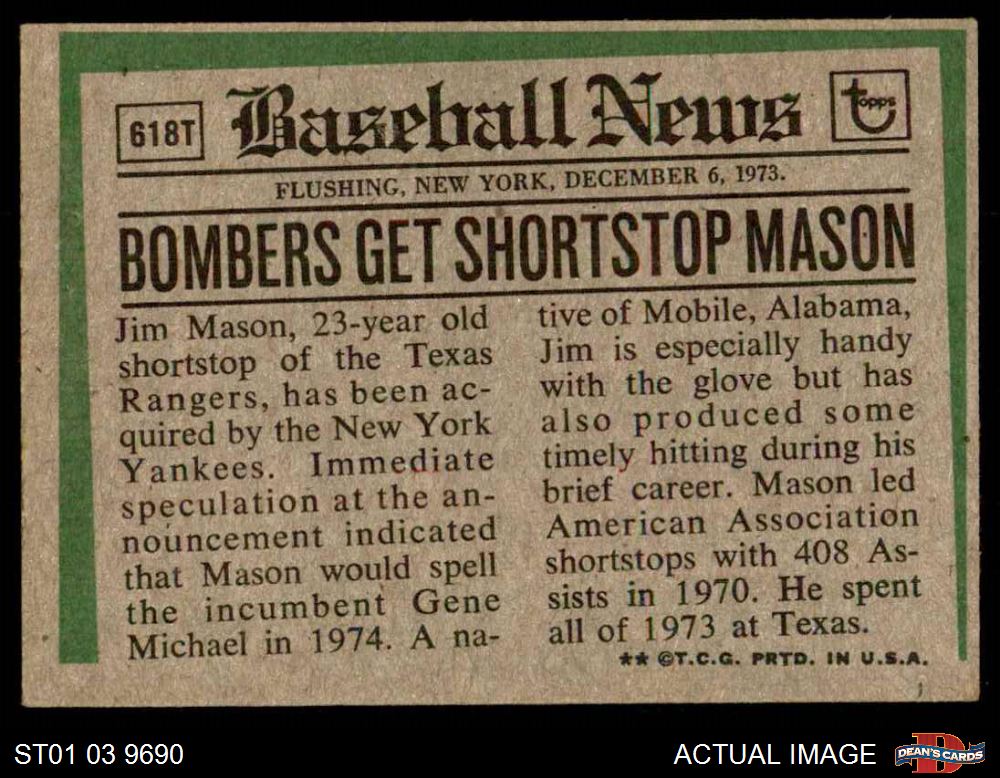 618T
Baseball News
topps
FLUSHING, NEW YORK, DECEMBER 6, 1973.
BOMBERS GET SHORTSTOP MASON
Jim Mason, 23-year old
shortstop of the Texas
Rangers, has been ac-
quired by the New York
Yankees. Immediate
speculation at the an-
nouncement indicated
that Mason would spell
the incumbent Gene
Michael in 1974. A na-
tive of Mobile, Alabama,
Jim is especially handy
with the glove but has
also produced some
timely hitting during his
brief career. Mason led
American Association
shortstops with 408 As-
sists in 1970. He spent
all of 1973 at Texas.
** ©T.C.G. PRTD. IN U.S.A.
ST01 03 9690
ACTUAL IMAGE
D
DEAN'S CARDS